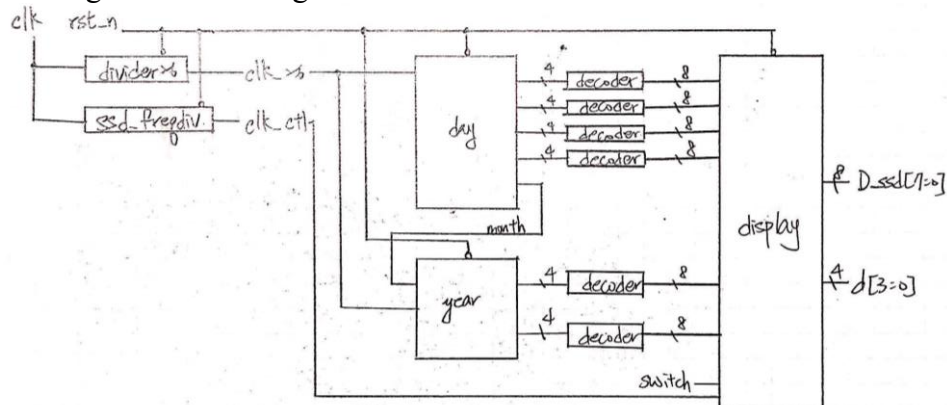 clk rst_n
divider
clk
ssd_freqdiv
clk_ctl
day
4 decoder 8
4 decoder 8
4 decoder 8
4 decoder 8
month
year
4 decoder 8
4 decoder 8
switch
display
8 D_ssd[7=0]
4 d[3=0]